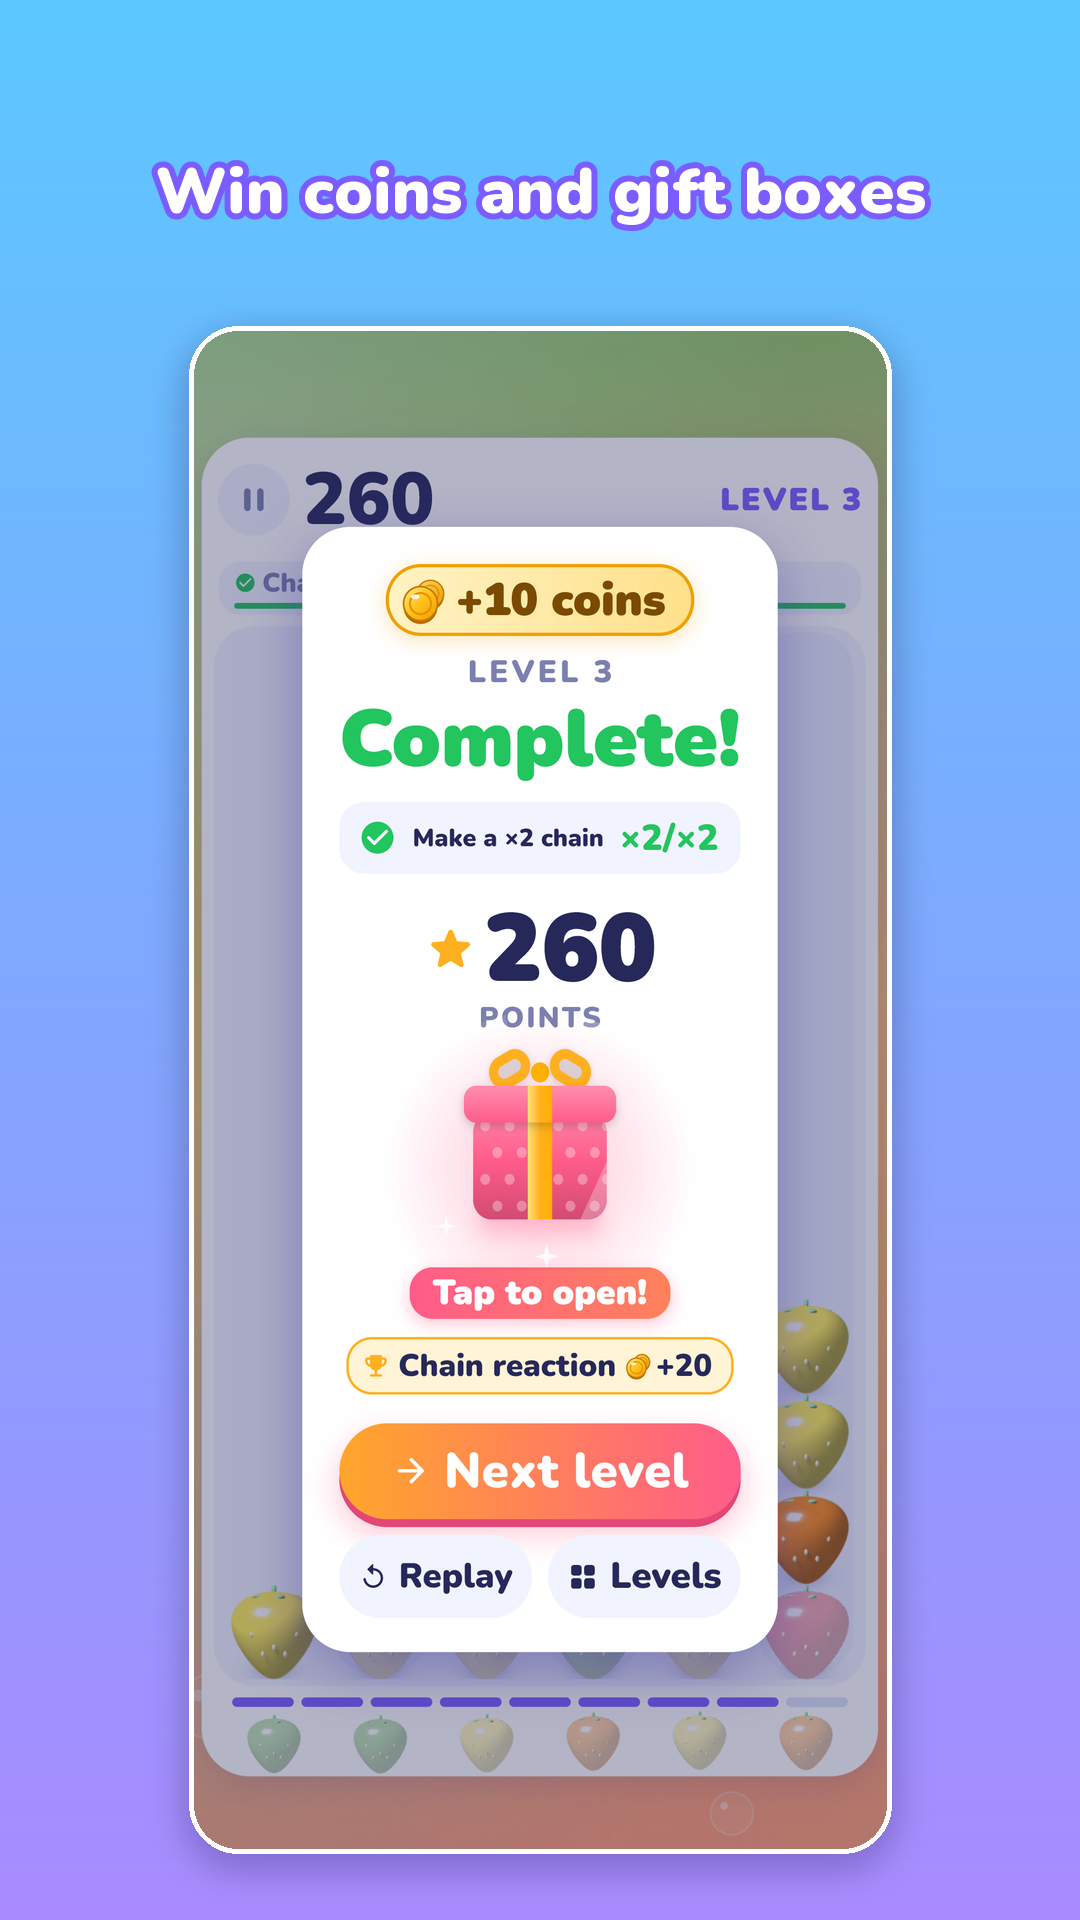 Win coins and gift boxes
260
LEVEL 3
Cha
+10 coins
LEVEL 3
Complete!
Make a ×2 chain ×2/×2
260
POINTS
Tap to open!
Chain reaction +20
Next level
Replay
Levels